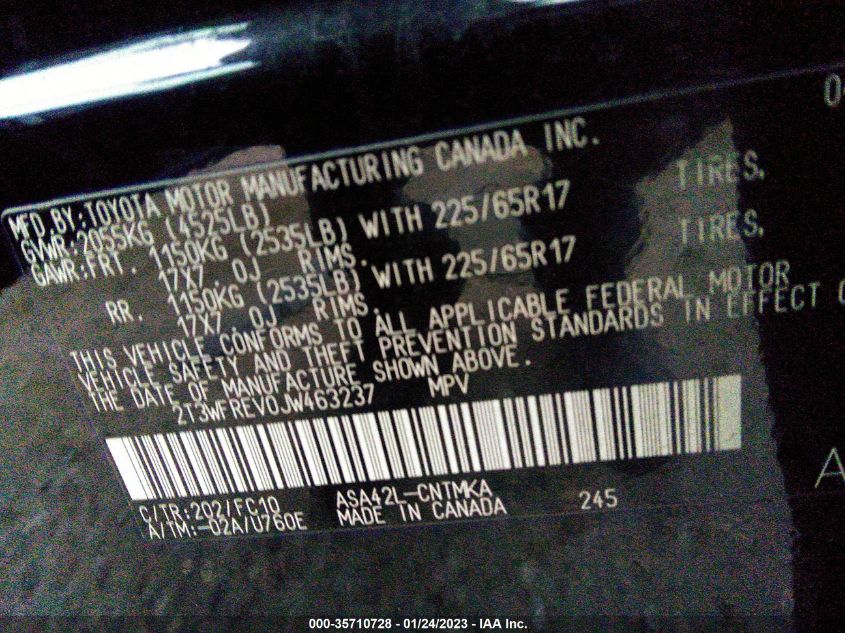 MFD.BY:TOYOTA MOTOR MANUFACTURING CANADA INC.
GVWR:2055KG (4525LB)
GAWR:FRT. 1150KG (2535LB) WITH 225/65R17 TIRES,
17X7.0J RIMS.
RR. 1150KG (2535LB) WITH 225/65R17 TIRES,
17X7.0J RIMS.
THIS VEHICLE CONFORMS TO ALL APPLICABLE FEDERAL MOTOR
VEHICLE SAFETY AND THEFT PREVENTION STANDARDS IN EFFECT
THE DATE OF MANUFACTURE SHOWN ABOVE.
2T3WFREV0JW463237 MPV
C/TR:202/FC10 ASA42L-CNTMKA 245
A/TM:-02A/U760E MADE IN CANADA
000-35710728 - 01/24/2023 - IAA Inc.